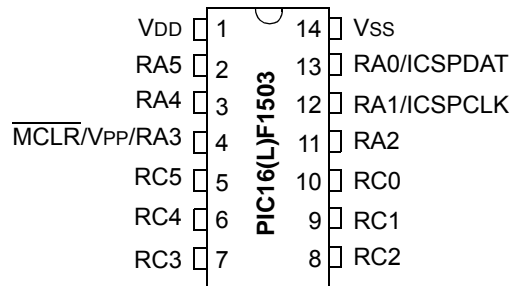 VDD 1 14 VSS
RA5 2 13 RA0/ICSPDAT
RA4 3 12 RA1/ICSPCLK
MCLR/VPP/RA3 4 11 RA2
RC5 5 10 RC0
RC4 6 9 RC1
RC3 7 8 RC2
PIC16(L)F1503